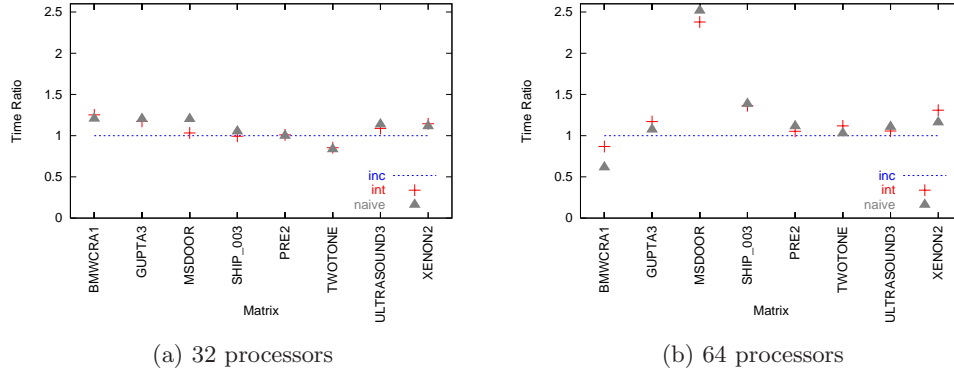 2.5
2
1.5
1
0.5
0
Time Ratio
inc
int
naive
BMWCRA1
GUPTA3
MSDOOR
SHIP_003
PRE2
TWOTONE
ULTRASOUND3
XENON2
Matrix
(a) 32 processors
2.5
2
1.5
1
0.5
0
Time Ratio
inc
int
naive
BMWCRA1
GUPTA3
MSDOOR
SHIP_003
PRE2
TWOTONE
ULTRASOUND3
XENON2
Matrix
(b) 64 processors